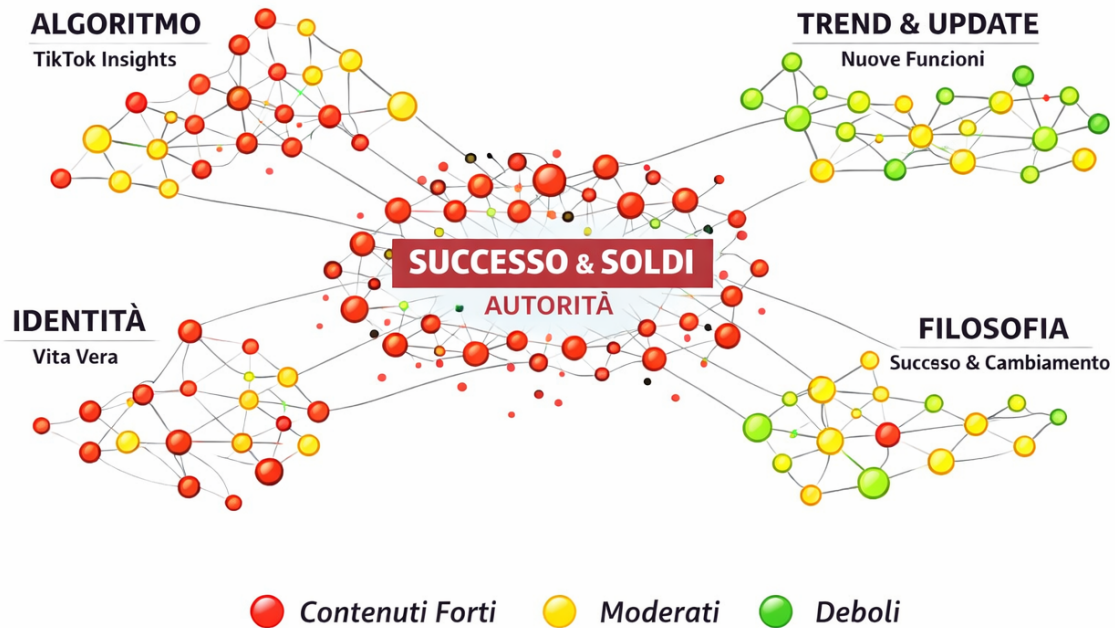 ALGORITMO
TikTok Insights
TREND & UPDATE
Nuove Funzioni
SUCCESSO & SOLDI
AUTORITÀ
IDENTITÀ
Vita Vera
FILOSOFIA
Successo & Cambiamento
Contenuti Forti
Moderati
Deboli